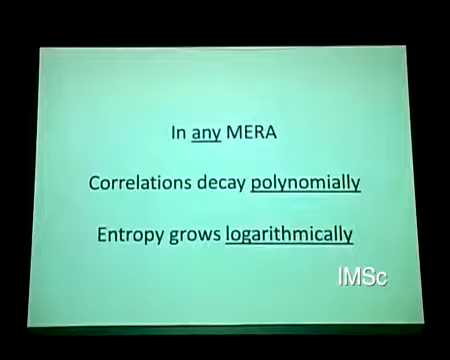 In any MERA
Correlations decay polynomially
Entropy grows logarithmically
IMSc